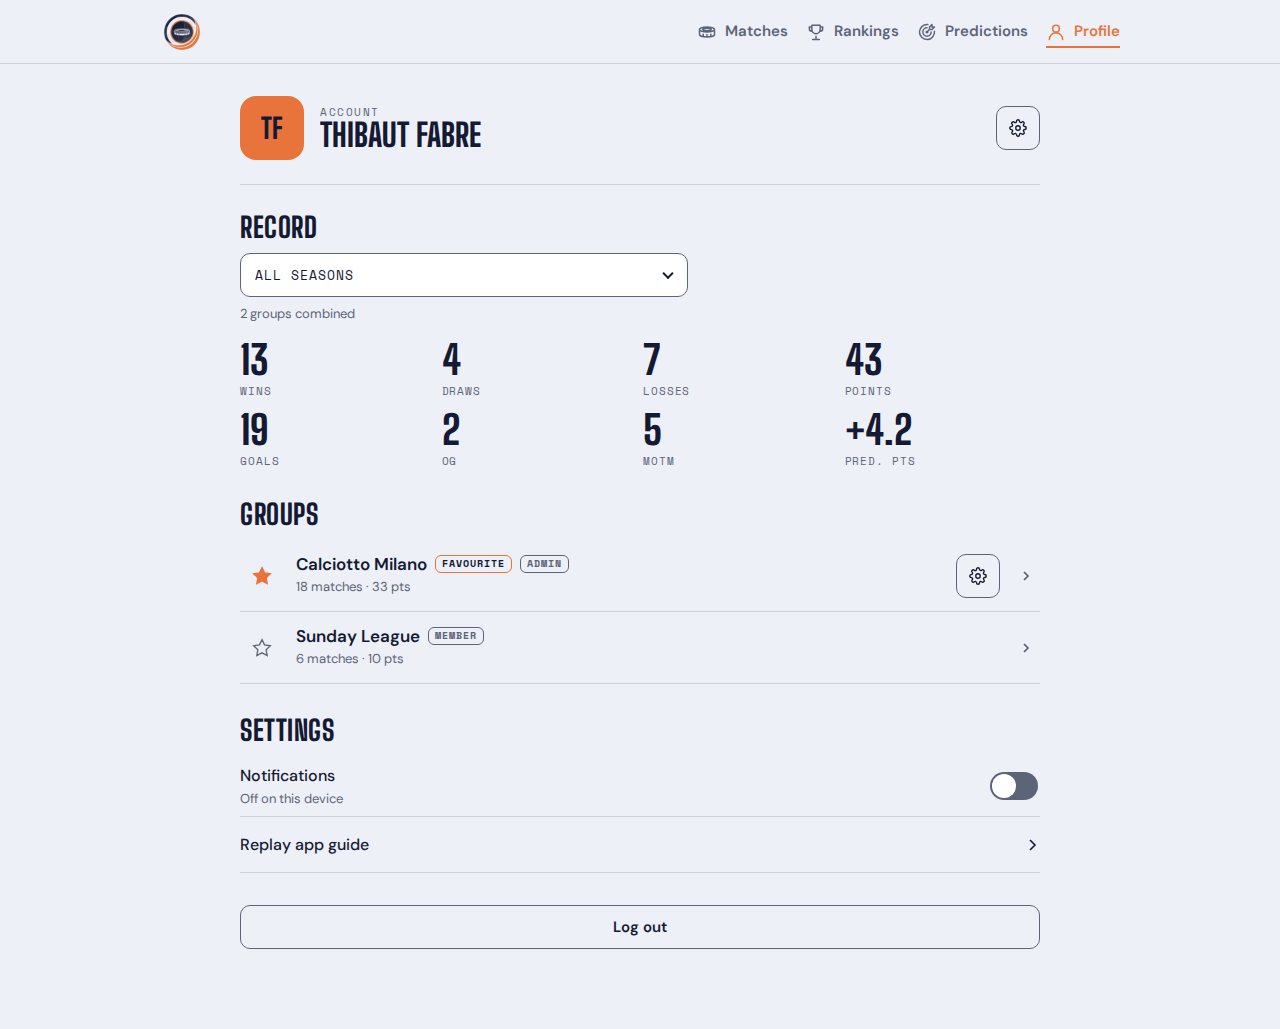 Matches Rankings Predictions Profile
TF
ACCOUNT
THIBAUT FABRE
RECORD
ALL SEASONS
2 groups combined
13 4 7 43
WINS DRAWS LOSSES POINTS
19 2 5 +4.2
GOALS OG MOTM PRED. PTS
GROUPS
Calciotto Milano FAVOURITE ADMIN
18 matches · 33 pts
Sunday League MEMBER
6 matches · 10 pts
SETTINGS
Notifications
Off on this device
Replay app guide
Log out